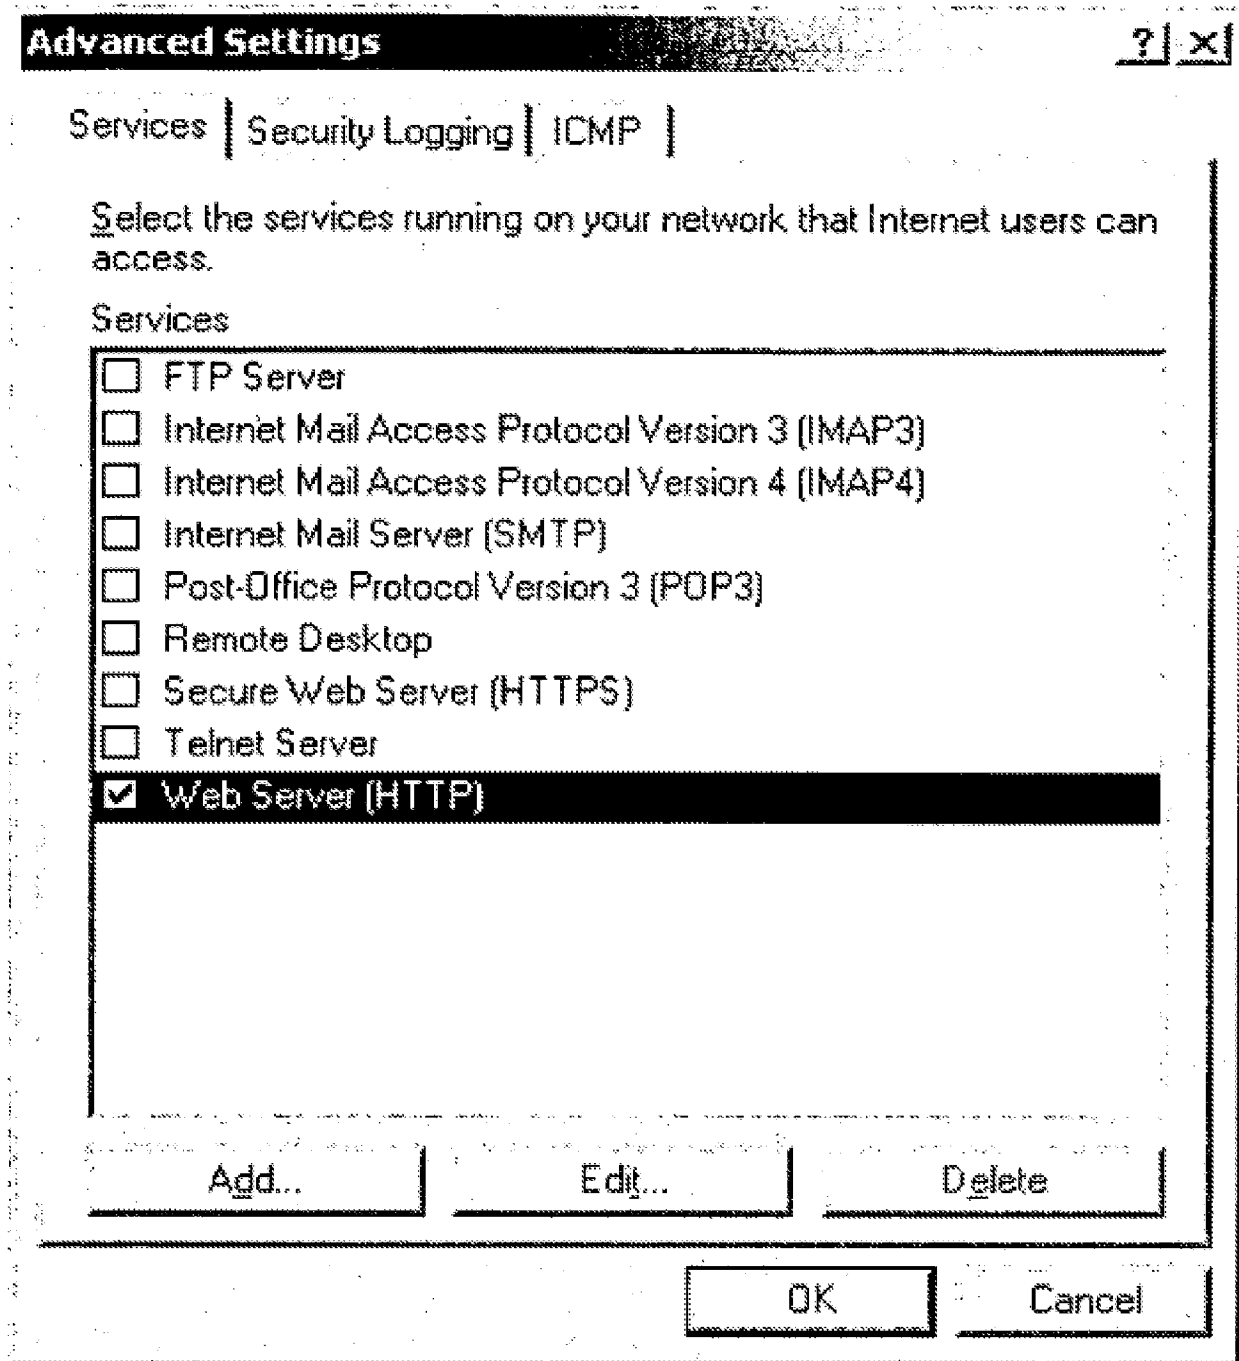 Advanced Settings ? X
Services Security Logging ICMP
Select the services running on your network that Internet users can
access.
Services
FTP Server
Internet Mail Access Protocol Version 3 (IMAP3)
Internet Mail Access Protocol Version 4 (IMAP4)
Internet Mail Server (SMTP)
Post-Office Protocol Version 3 (POP3)
Remote Desktop
Secure Web Server (HTTPS)
Telnet Server
Web Server (HTTP)
Add... Edit... Delete
OK Cancel